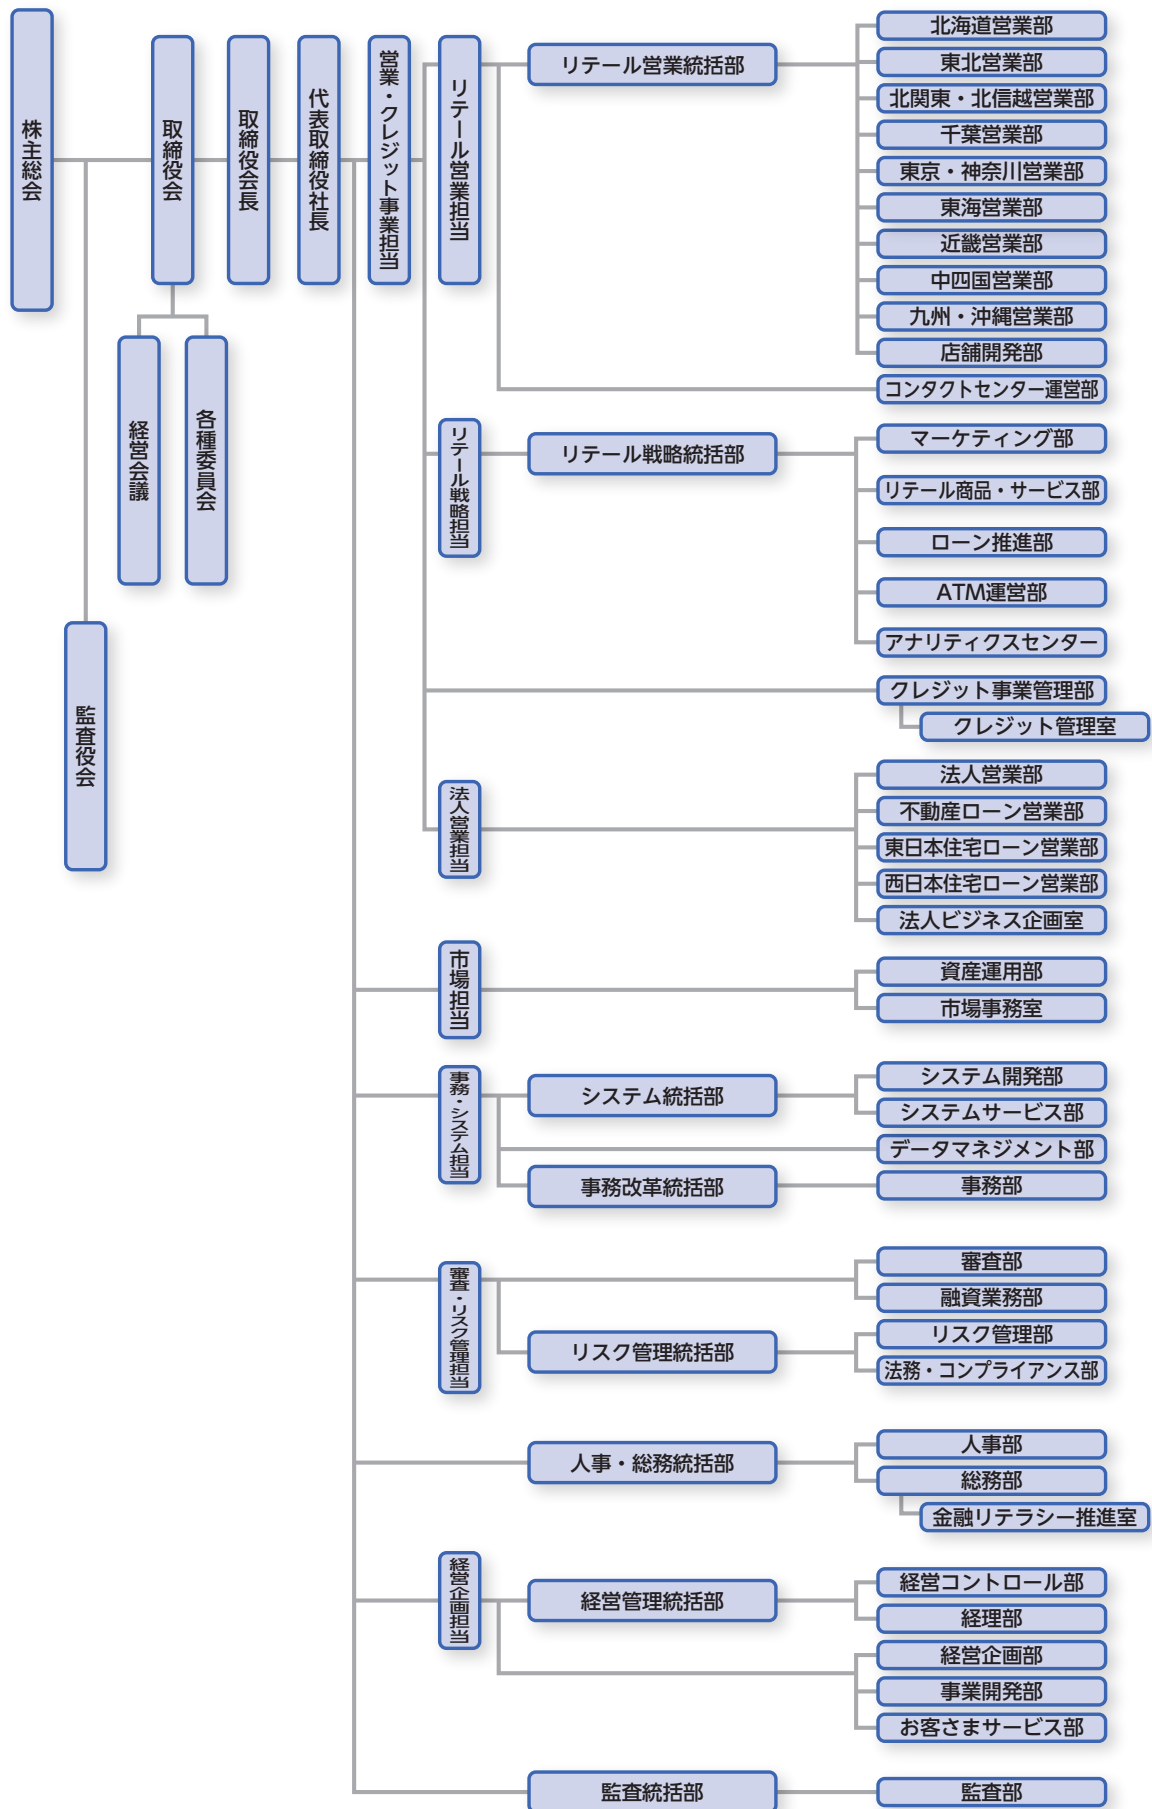 株主総会
取締役会
取締役会長
代表取締役社長
営業・クレジット事業担当
経営会議
各種委員会
監査役会
リテール営業担当
リテール営業統括部
北海道営業部
東北営業部
北関東・北信越営業部
千葉営業部
東京・神奈川営業部
東海営業部
近畿営業部
中四国営業部
九州・沖縄営業部
店舗開発部
コンタクトセンター運営部
リテール戦略担当
リテール戦略統括部
マーケティング部
リテール商品・サービス部
ローン推進部
ATM運営部
アナリティクスセンター
クレジット事業管理部
クレジット管理室
法人営業担当
法人営業部
不動産ローン営業部
東日本住宅ローン営業部
西日本住宅ローン営業部
法人ビジネス企画室
市場担当
資産運用部
市場事務室
事務・システム担当
システム統括部
システム開発部
システムサービス部
データマネジメント部
事務改革統括部
事務部
審査・リスク管理担当
審査部
融資業務部
リスク管理統括部
リスク管理部
法務・コンプライアンス部
人事・総務統括部
人事部
総務部
金融リテラシー推進室
経営企画担当
経営管理統括部
経営コントロール部
経理部
経営企画部
事業開発部
お客さまサービス部
監査統括部
監査部